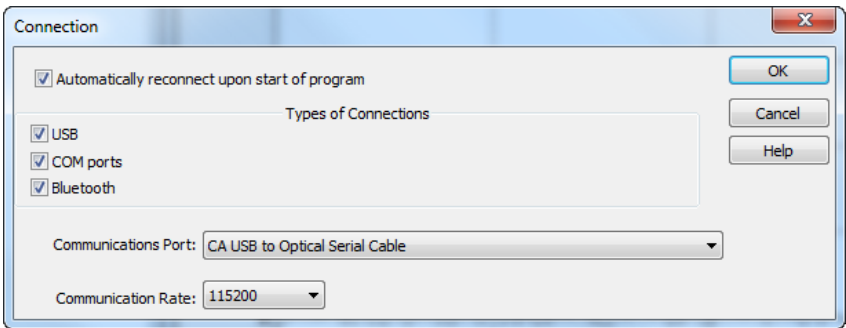 Connection
Automatically reconnect upon start of program
OK
Types of Connections
Cancel
USB
COM ports
Help
Bluetooth
Communications Port: CA USB to Optical Serial Cable
Communication Rate: 115200